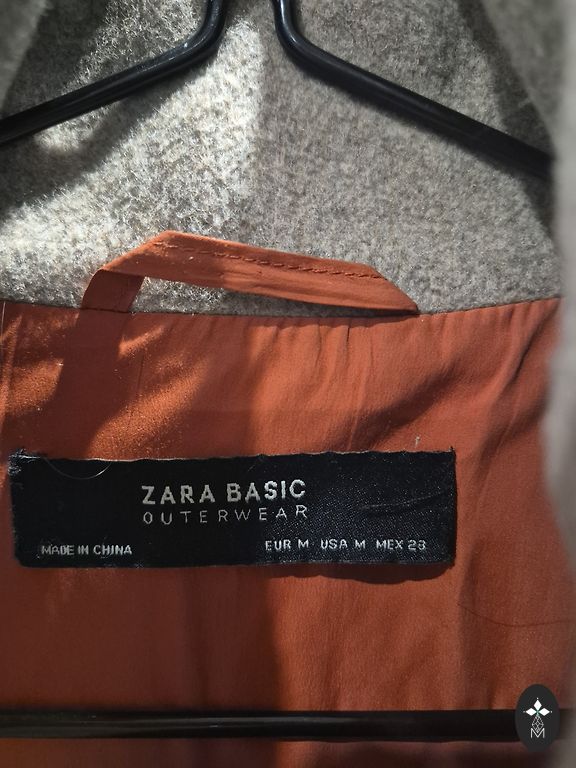 ZARA BASIC
OUTERWEAR
MADE IN CHINA
EUR M USA M MEX 28
M